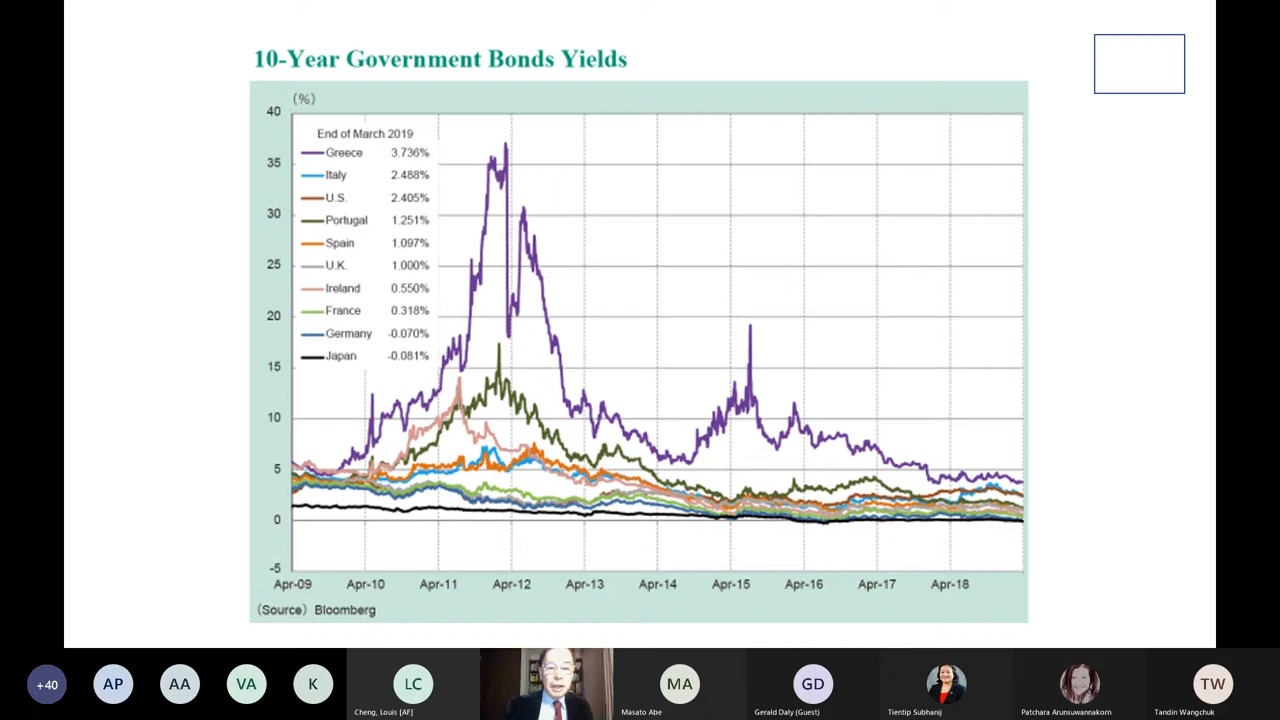 10-Year Government Bonds Yields
(%)
40
35
30
25
20
15
10
5
0
-5
End of March 2019
Greece 3.736%
Italy 2.488%
U.S. 2.405%
Portugal 1.251%
Spain 1.097%
U.K. 1.000%
Ireland 0.550%
France 0.318%
Germany -0.070%
Japan -0.081%
Apr-09 Apr-10 Apr-11 Apr-12 Apr-13 Apr-14 Apr-15 Apr-16 Apr-17 Apr-18
(Source) Bloomberg
+40 AP AA VA K LC MA GD TW
Cheng, Louis [AF] Masato Abe Gerald Daly (Guest) Tientip Subhanij Patchara Arunsuwannakorn Tandin Wangchuk